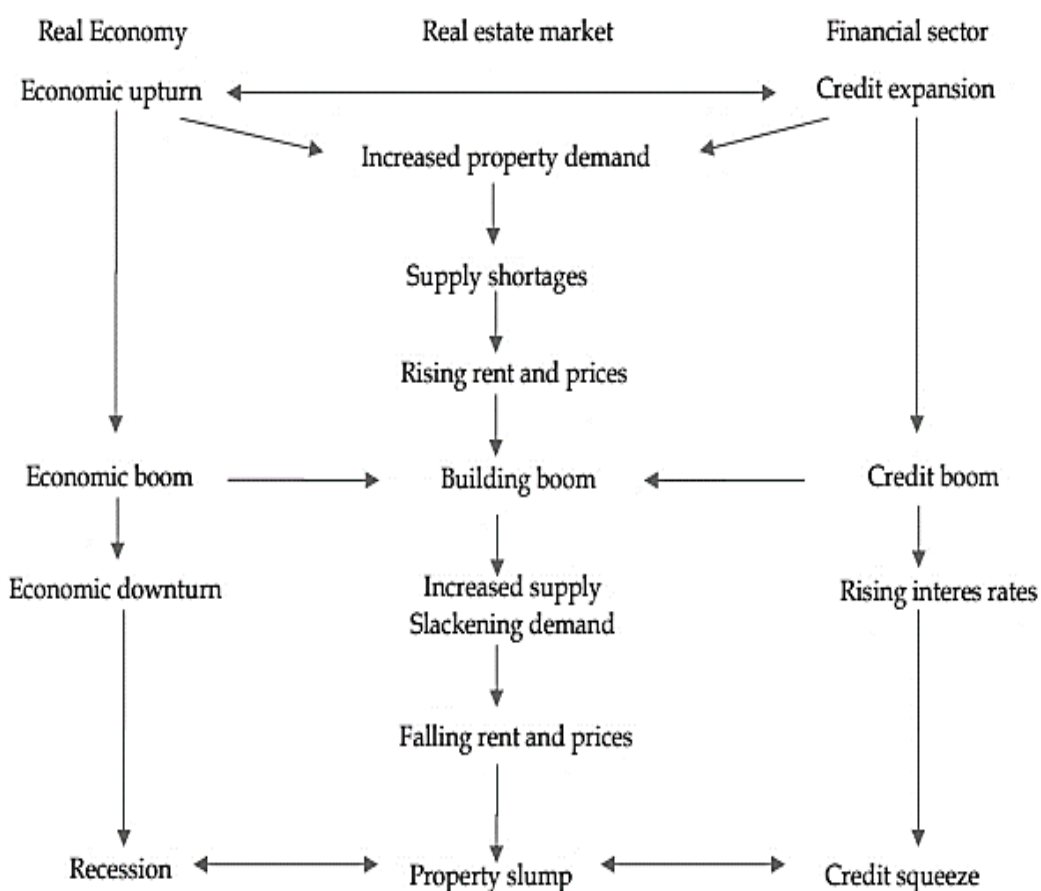 Real Economy
Real estate market
Financial sector
Economic upturn
Credit expansion
Increased property demand
Supply shortages
Rising rent and prices
Economic boom
Building boom
Credit boom
Economic downturn
Increased supply
Slackening demand
Rising interes rates
Falling rent and prices
Recession
Property slump
Credit squeeze